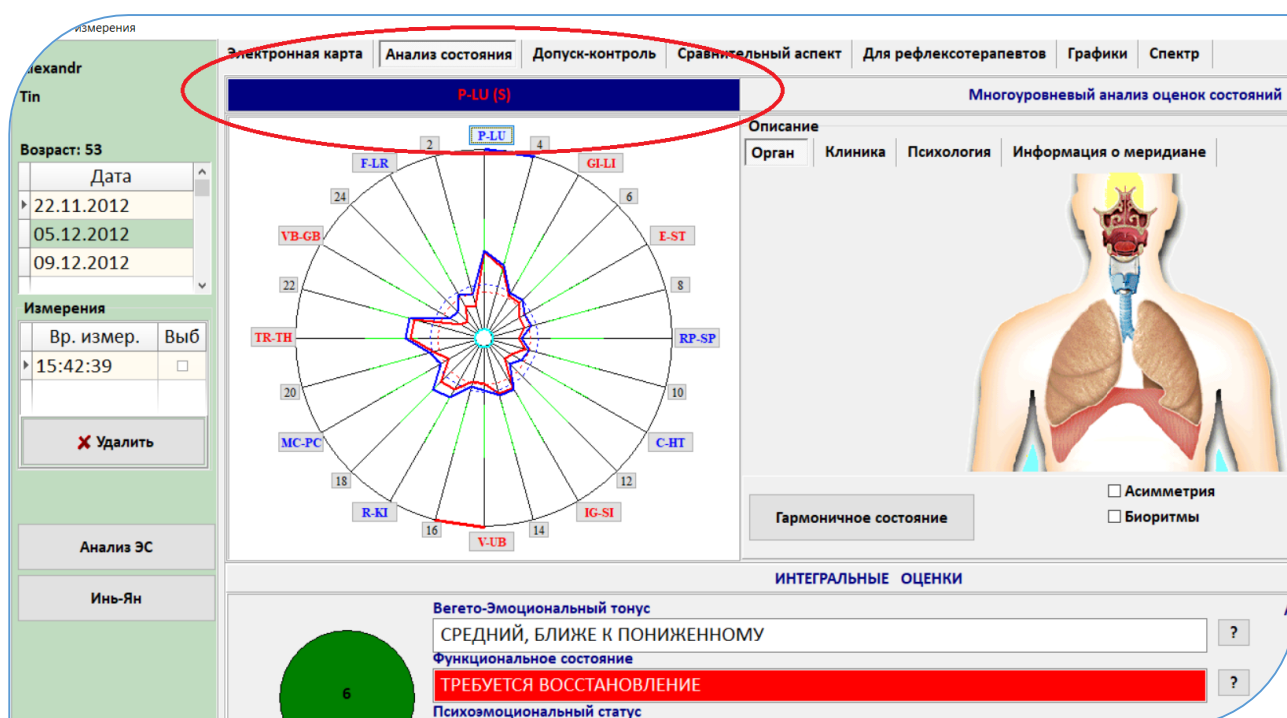 измерения
Tin
Возраст: 53
Дата
22.11.2012
05.12.2012
09.12.2012
Измерения
Вр. измер. Выб
15:42:39
Удалить
Анализ ЭС
Инь-Ян
Электронная карта Анализ состояния Допуск-контроль Сравнительный аспект Для рефлексотерапевтов Графики Спектр
P-LU (S)
Многоуровневый анализ оценок состояний
P-LU
4
GI-LI
6
E-ST
8
RP-SP
10
C-HT
12
IG-SI
14
V-UB
16
R-KI
18
MC-PC
20
TR-TH
22
VB-GB
24
F-LR
2
Описание
Орган Клиника Психология Информация о меридиане
Гармоничное состояние
Асимметрия
Биоритмы
ИНТЕГРАЛЬНЫЕ ОЦЕНКИ
6
Вегето-Эмоциональный тонус
СРЕДНИЙ, БЛИЖЕ К ПОНИЖЕННОМУ
?
Функциональное состояние
ТРЕБУЕТСЯ ВОССТАНОВЛЕНИЕ
?
Психоэмоциональный статус